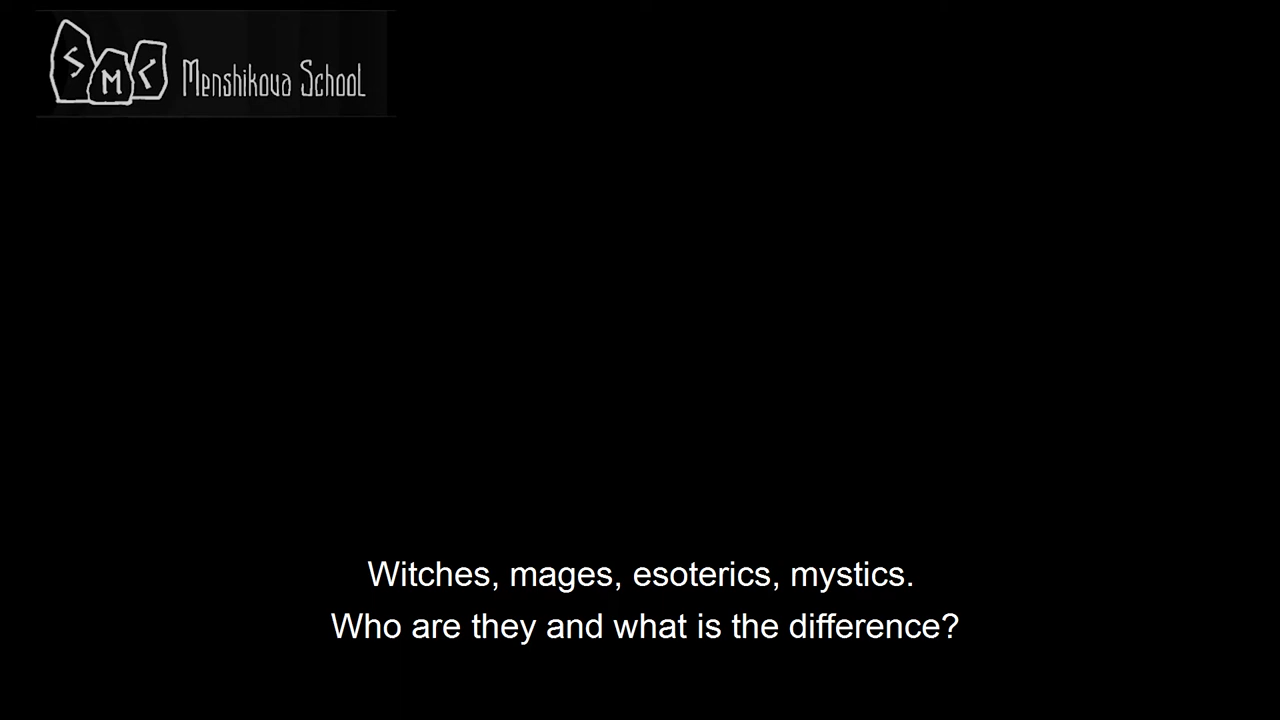 SMC Menshikova School
Witches, mages, esoterics, mystics.
Who are they and what is the difference?